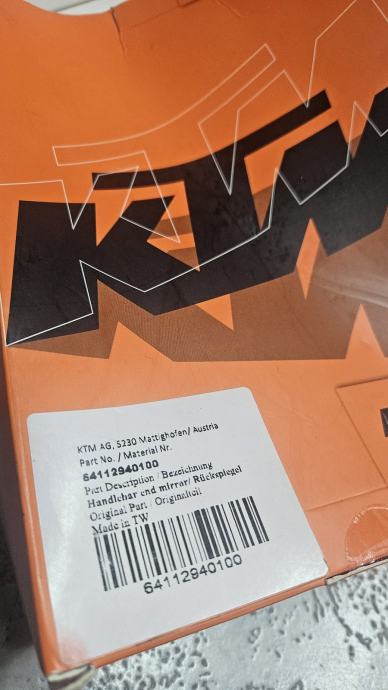 KTM
KTM AG, 5230 Mattighofen/ Austria
Part No. / Material Nr.
64112940100
Part Description / Bezeichnung
Handlebar end mirror/ Rückspiegel
Original Part / Originalteil
Made in TW
64112940100